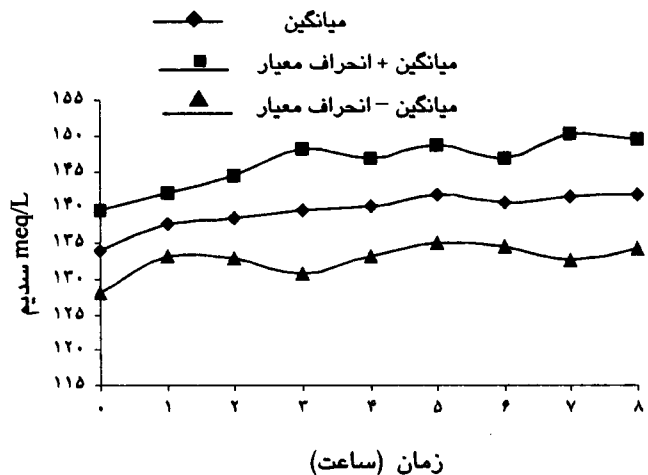 میانگین
میانگین + انحراف معیار
میانگین – انحراف معیار
۱۵۵
۱۵۰
۱۴۵
۱۴۰
۱۳۵
۱۳۰
۱۲۵
۱۲۰
۱۱۵
سدیم meq/L
۰ ۱ ۲ ۳ ۴ ۵ ۶ ۷ ۸
زمان (ساعت)